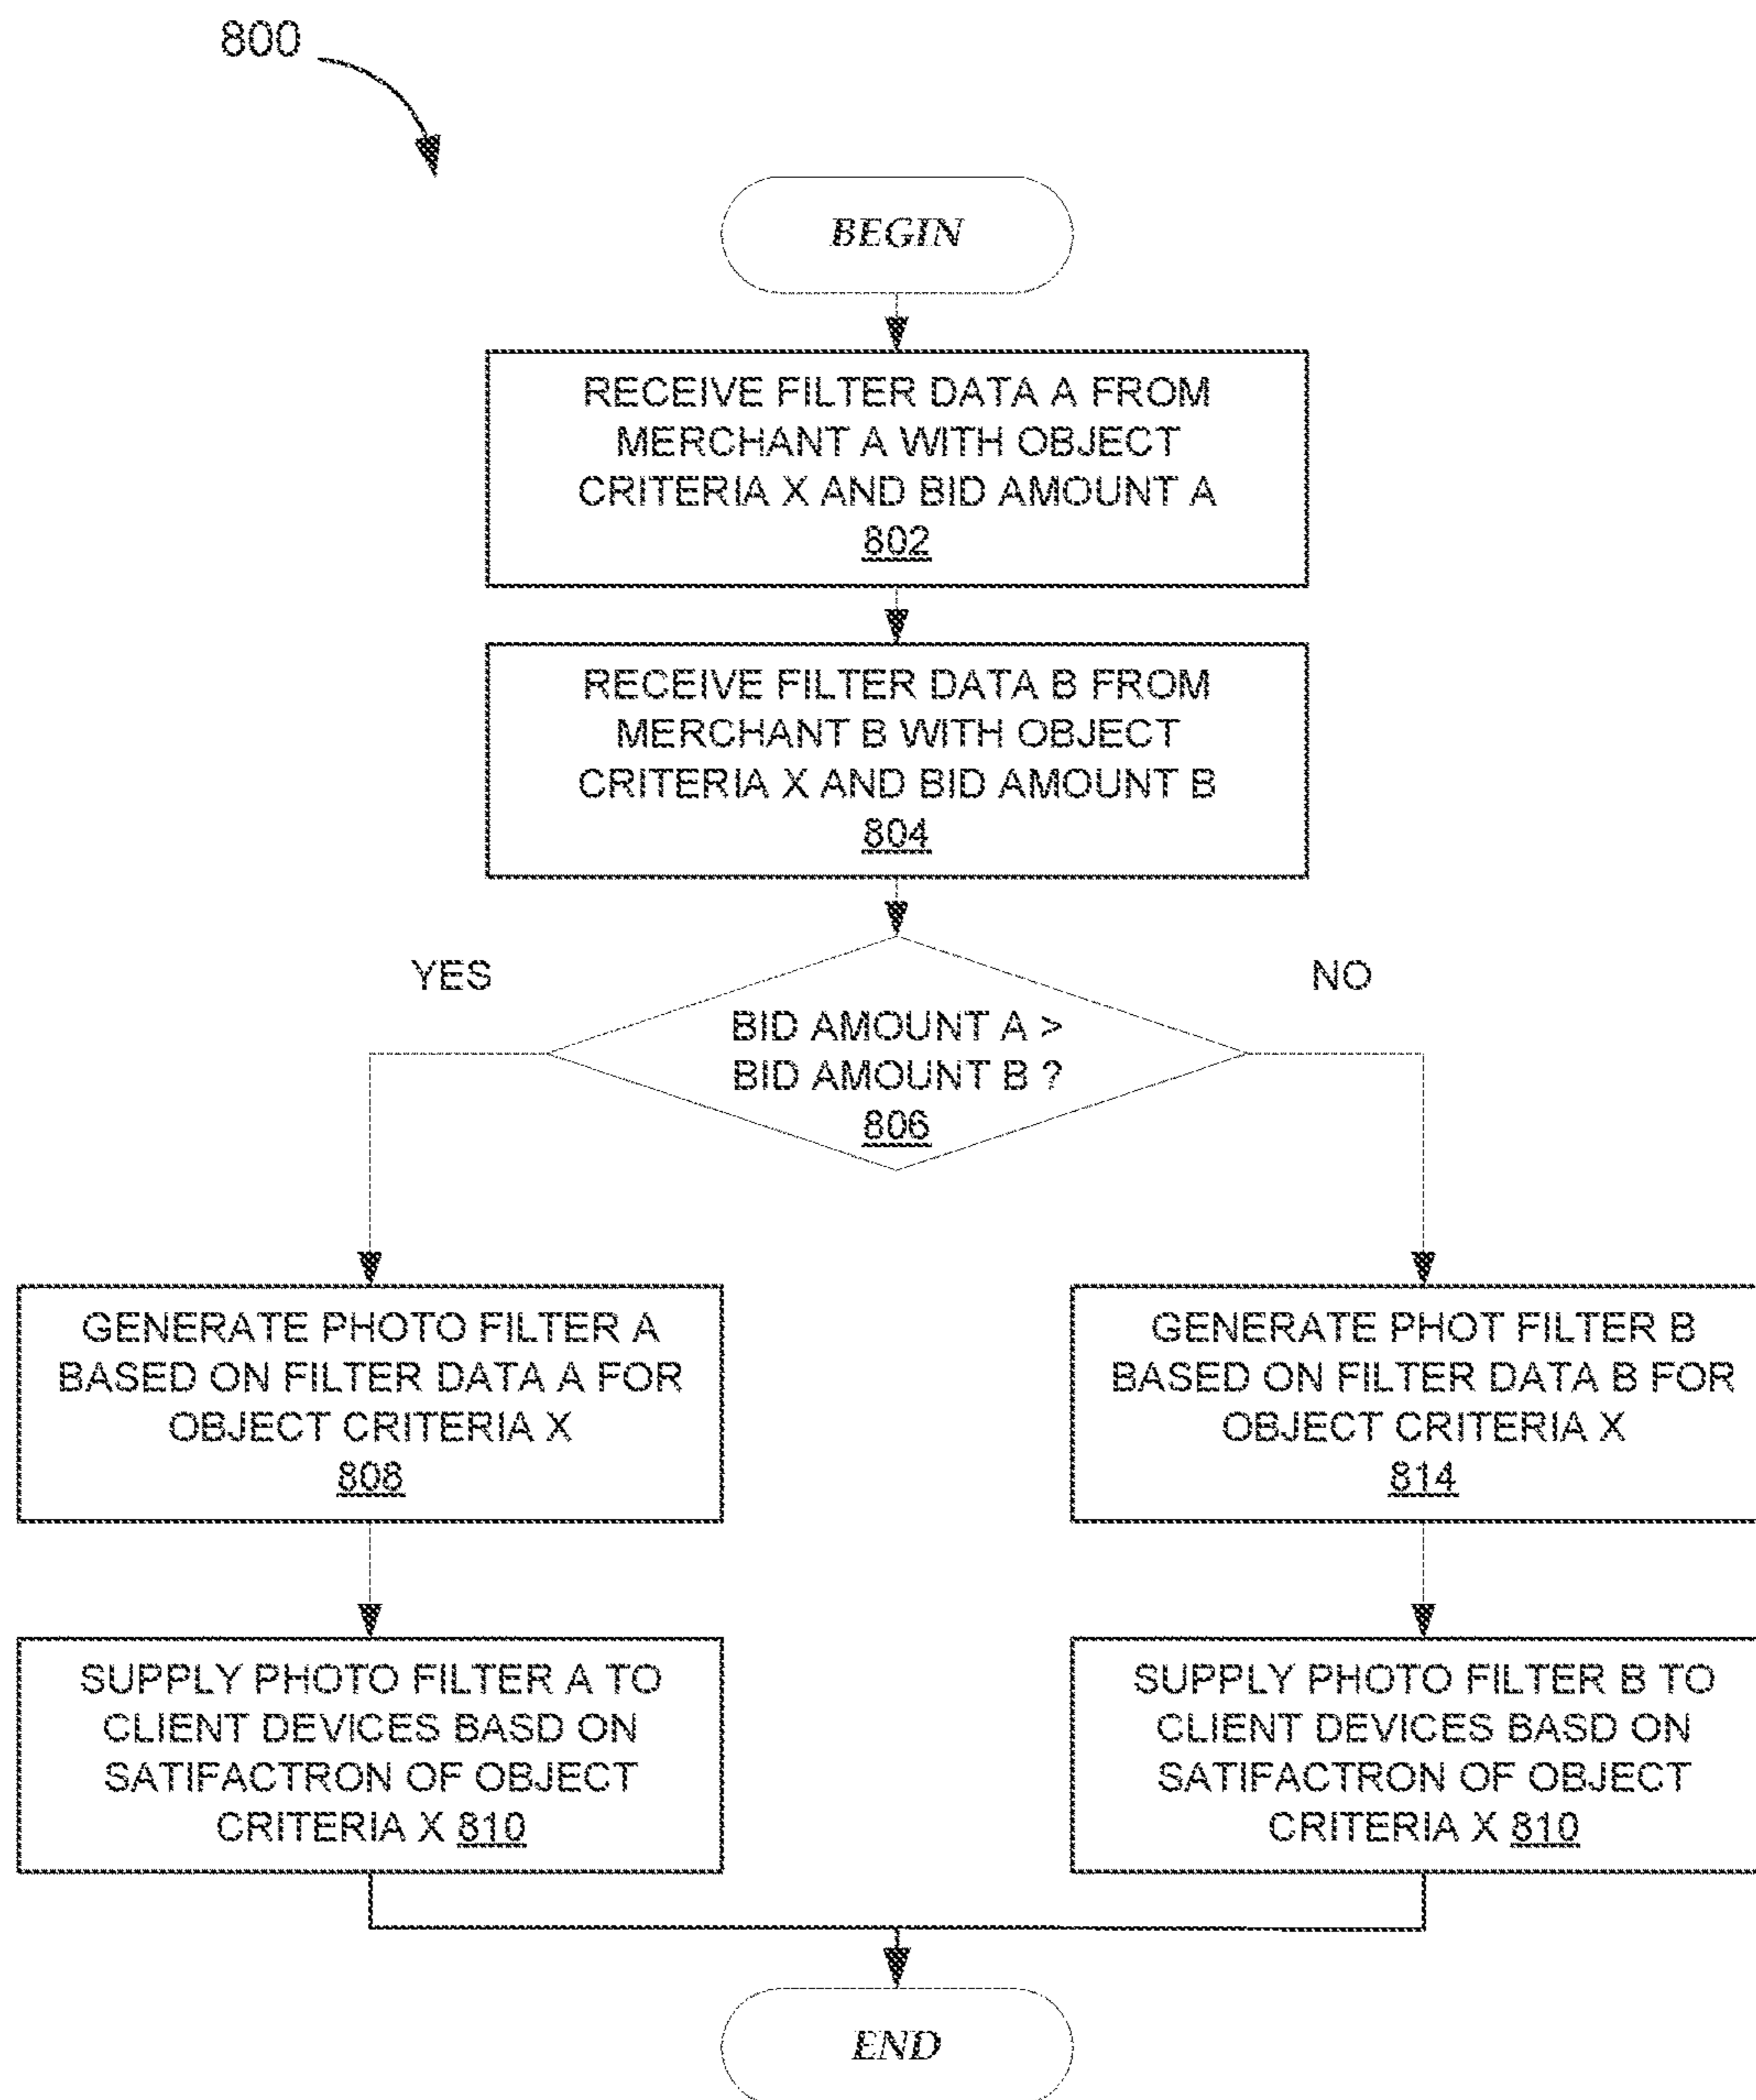 800
BEGIN
RECEIVE FILTER DATA A FROM
MERCHANT A WITH OBJECT
CRITERIA X AND BID AMOUNT A
802
RECEIVE FILTER DATA B FROM
MERCHANT B WITH OBJECT
CRITERIA X AND BID AMOUNT B
804
YES
NO
BID AMOUNT A >
BID AMOUNT B ?
806
GENERATE PHOTO FILTER A
BASED ON FILTER DATA A FOR
OBJECT CRITERIA X
808
GENERATE PHOT FILTER B
BASED ON FILTER DATA B FOR
OBJECT CRITERIA X
814
SUPPLY PHOTO FILTER A TO
CLIENT DEVICES BASD ON
SATIFACTRON OF OBJECT
CRITERIA X 810
SUPPLY PHOTO FILTER B TO
CLIENT DEVICES BASD ON
SATIFACTRON OF OBJECT
CRITERIA X 810
END